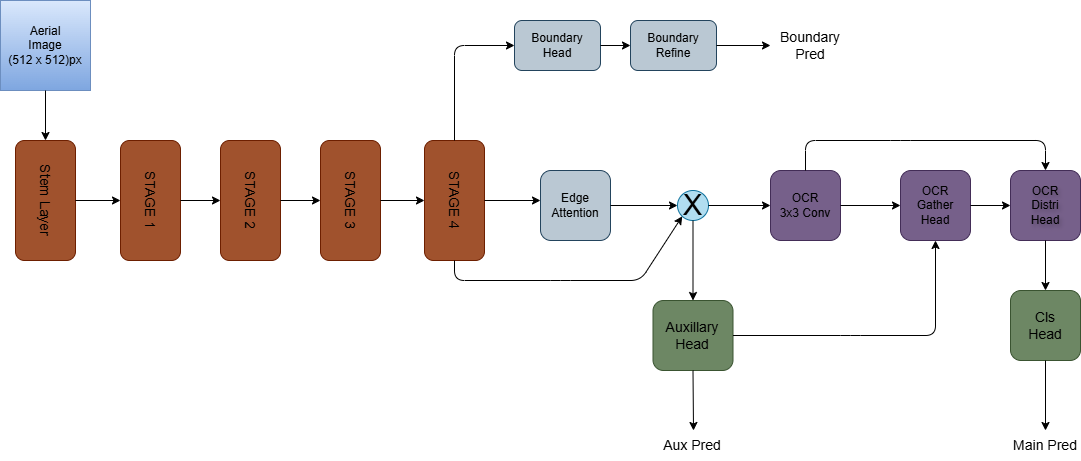 Aerial
Image
(512 x 512)px
Boundary
Head
Boundary
Refine
Boundary
Pred
Stem Layer
STAGE 1
STAGE 2
STAGE 3
STAGE 4
Edge
Attention
X
OCR
3x3 Conv
OCR
Gather
Head
OCR
Distri
Head
Auxillary
Head
Cls
Head
Aux Pred
Main Pred